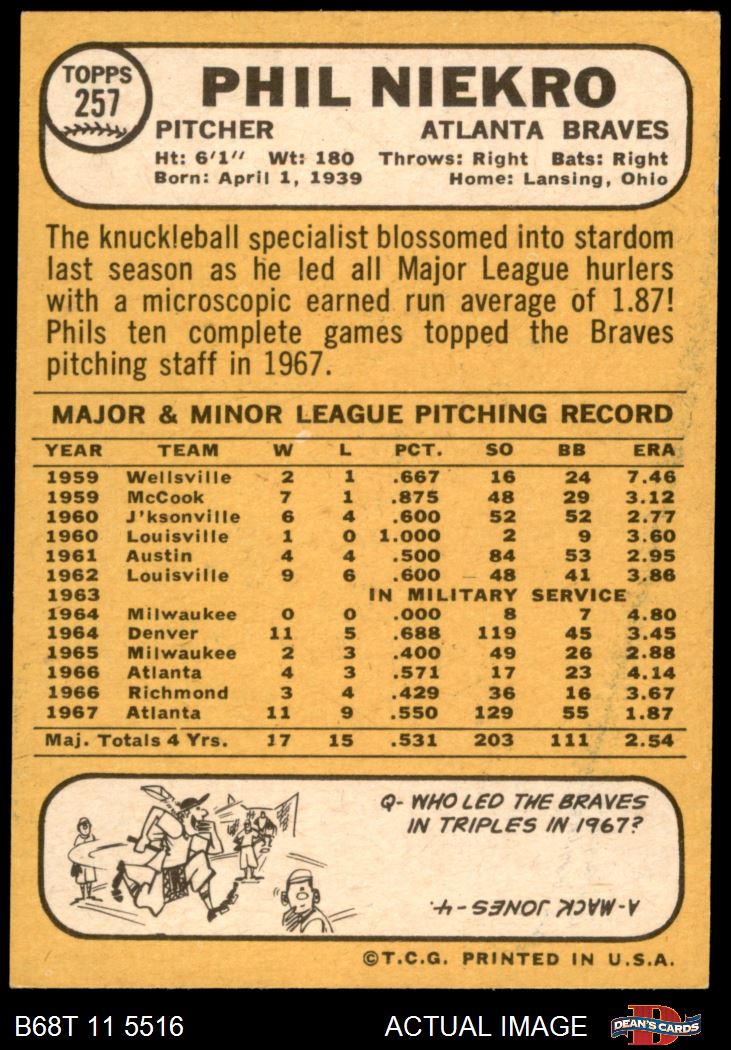 TOPPS
257
PHIL NIEKRO
PITCHER ATLANTA BRAVES
Ht: 6'1" Wt: 180 Throws: Right Bats: Right
Born: April 1, 1939 Home: Lansing, Ohio
The knuckleball specialist blossomed into stardom
last season as he led all Major League hurlers
with a microscopic earned run average of 1.87!
Phils ten complete games topped the Braves
pitching staff in 1967.
MAJOR & MINOR LEAGUE PITCHING RECORD
YEAR TEAM W L PCT. SO BB ERA
1959 Wellsville 2 1 .667 16 24 7.46
1959 McCook 7 1 .875 48 29 3.12
1960 J'ksonville 6 4 .600 52 52 2.77
1960 Louisville 1 0 1.000 2 9 3.60
1961 Austin 4 4 .500 84 53 2.95
1962 Louisville 9 6 .600 48 41 3.86
1963 IN MILITARY SERVICE
1964 Milwaukee 0 0 .000 8 7 4.80
1964 Denver 11 5 .688 119 45 3.45
1965 Milwaukee 2 3 .400 49 26 2.88
1966 Atlanta 4 3 .571 17 23 4.14
1966 Richmond 3 4 .429 36 16 3.67
1967 Atlanta 11 9 .550 129 55 1.87
Maj. Totals 4 Yrs. 17 15 .531 203 111 2.54
Q- WHO LED THE BRAVES
IN TRIPLES IN 1967?
A- MACK JONES - 4.
©T.C.G. PRINTED IN U.S.A.
B68T 11 5516 ACTUAL IMAGE DEAN'S CARDS